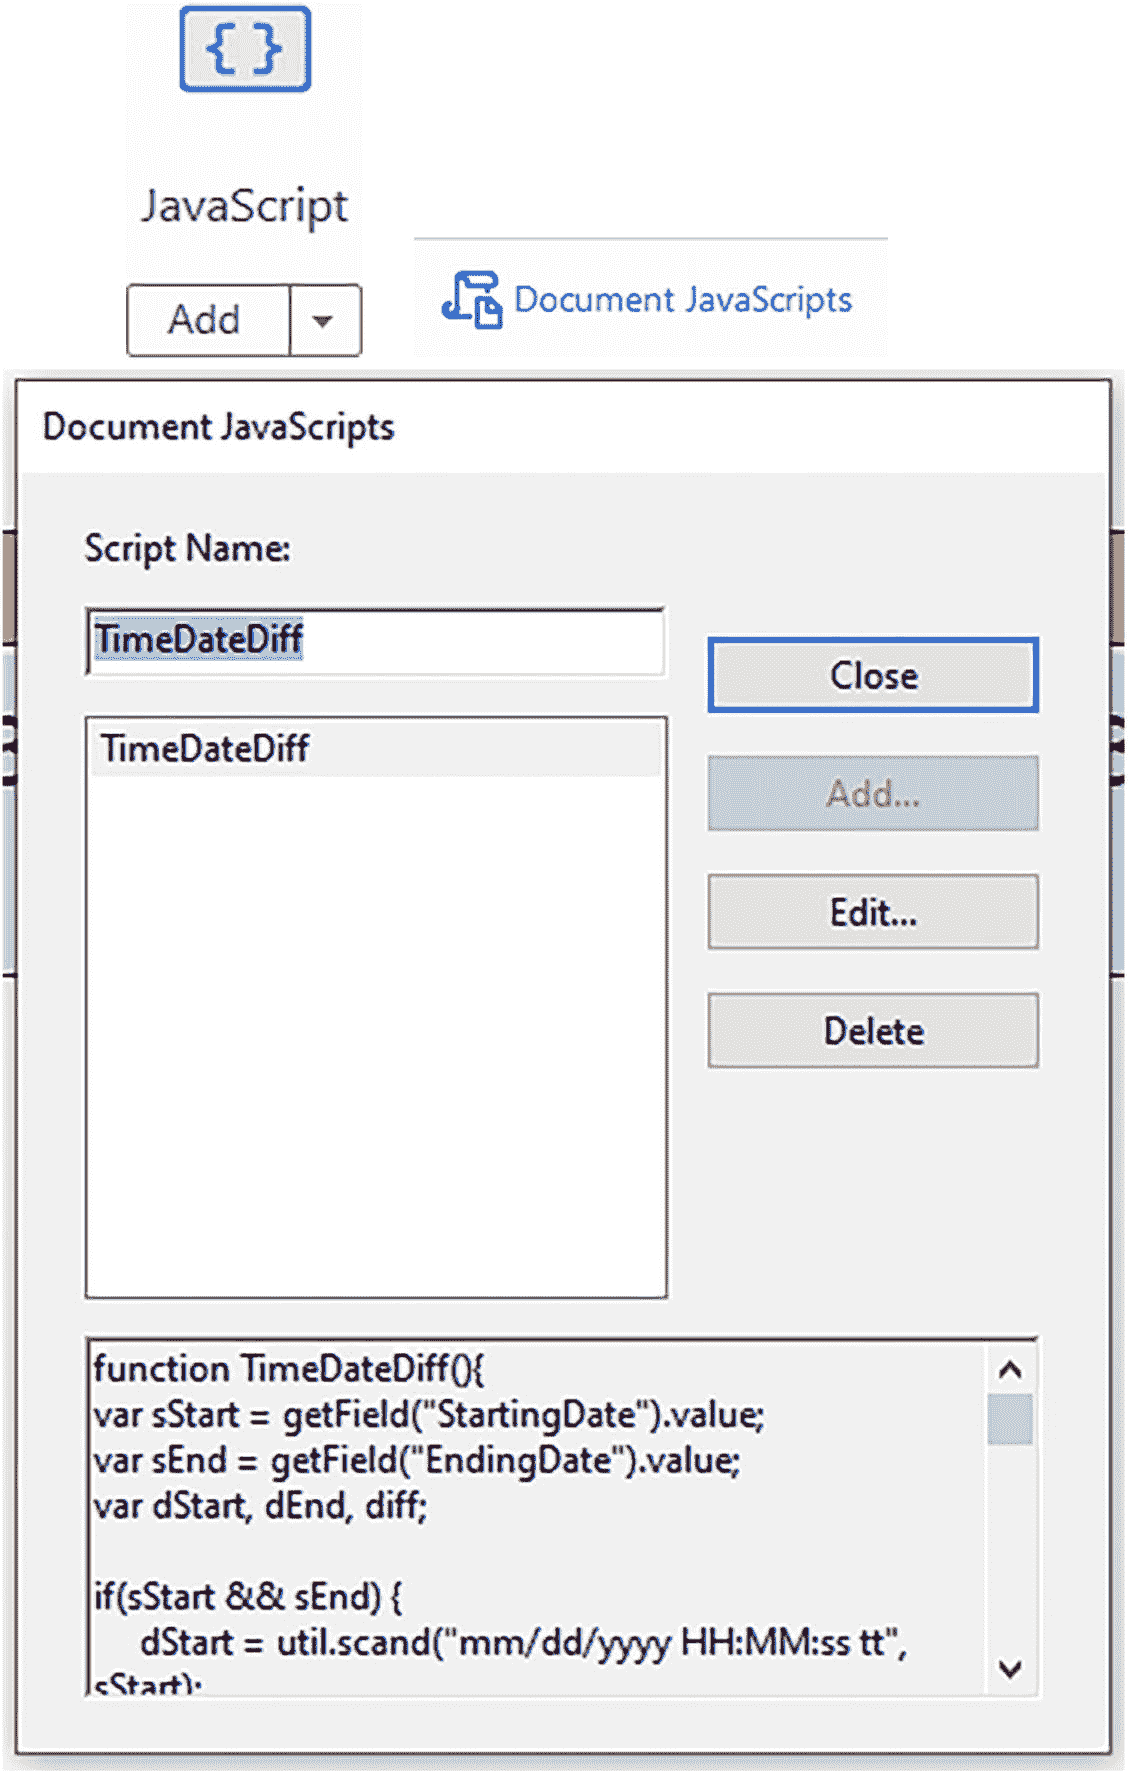 { }
JavaScript
Add
Document JavaScripts
Document JavaScripts
Script Name:
TimeDateDiff
TimeDateDiff
Close
Add...
Edit...
Delete
function TimeDateDiff(){
var sStart = getField("StartingDate").value;
var sEnd = getField("EndingDate").value;
var dStart, dEnd, diff;
if(sStart && sEnd) {
dStart = util.scand("mm/dd/yyyy HH:MM:ss tt",
sStart);